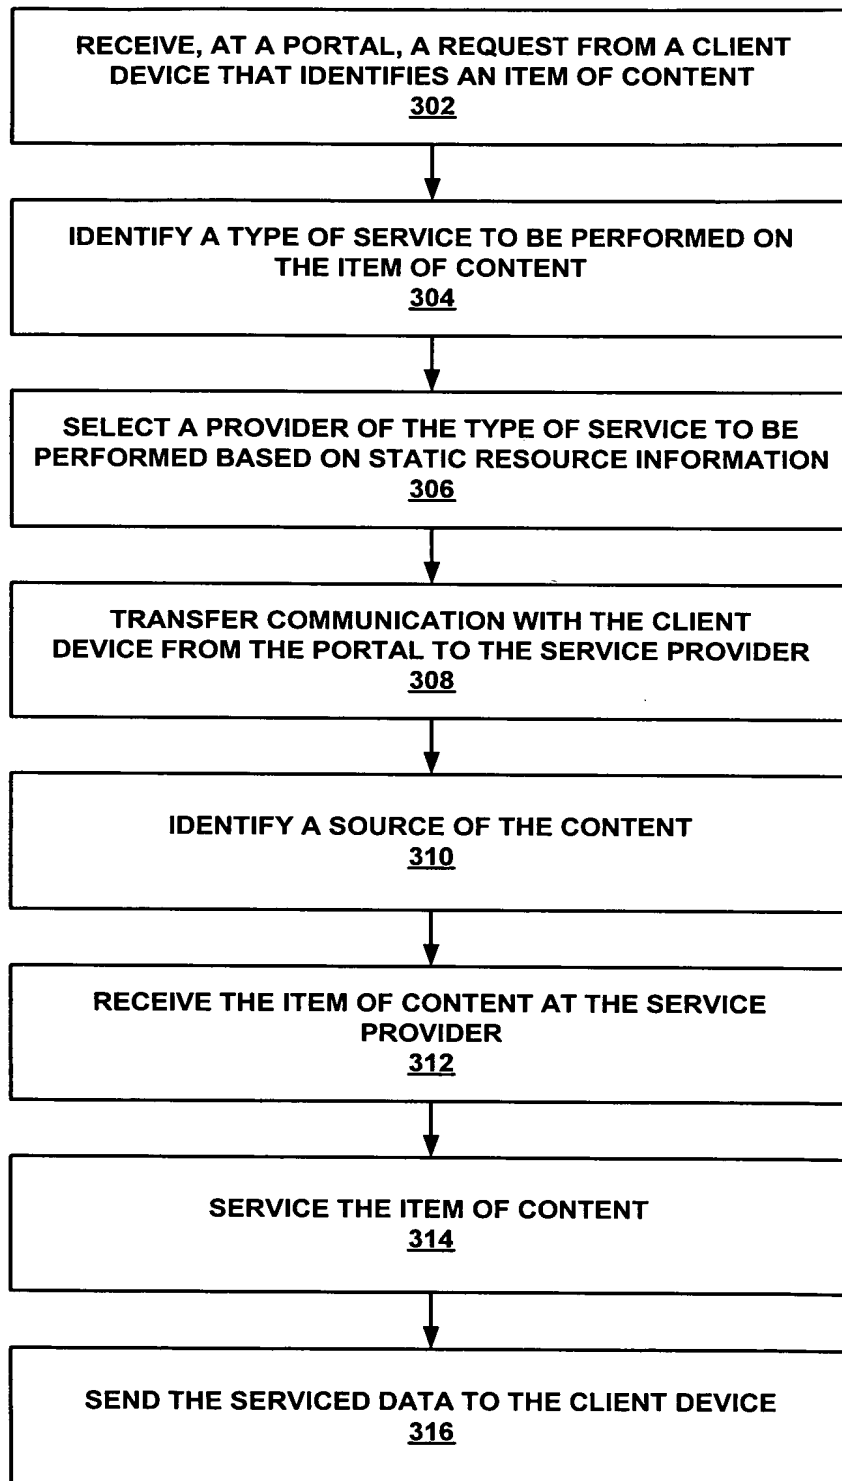 RECEIVE, AT A PORTAL, A REQUEST FROM A CLIENT
DEVICE THAT IDENTIFIES AN ITEM OF CONTENT
302
IDENTIFY A TYPE OF SERVICE TO BE PERFORMED ON
THE ITEM OF CONTENT
304
SELECT A PROVIDER OF THE TYPE OF SERVICE TO BE
PERFORMED BASED ON STATIC RESOURCE INFORMATION
306
TRANSFER COMMUNICATION WITH THE CLIENT
DEVICE FROM THE PORTAL TO THE SERVICE PROVIDER
308
IDENTIFY A SOURCE OF THE CONTENT
310
RECEIVE THE ITEM OF CONTENT AT THE SERVICE
PROVIDER
312
SERVICE THE ITEM OF CONTENT
314
SEND THE SERVICED DATA TO THE CLIENT DEVICE
316